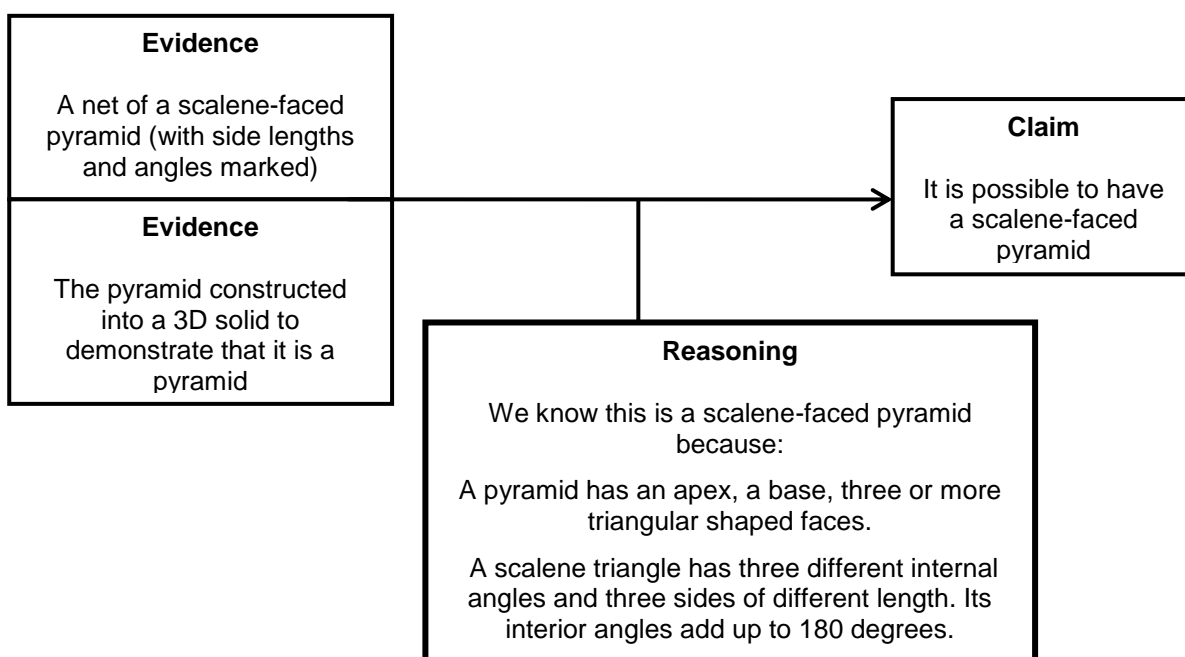 Evidence
A net of a scalene-faced
pyramid (with side lengths
and angles marked)
Evidence
The pyramid constructed
into a 3D solid to
demonstrate that it is a
pyramid
Claim
It is possible to have
a scalene-faced
pyramid
Reasoning
We know this is a scalene-faced pyramid
because:
A pyramid has an apex, a base, three or more
triangular shaped faces.
A scalene triangle has three different internal
angles and three sides of different length. Its
interior angles add up to 180 degrees.